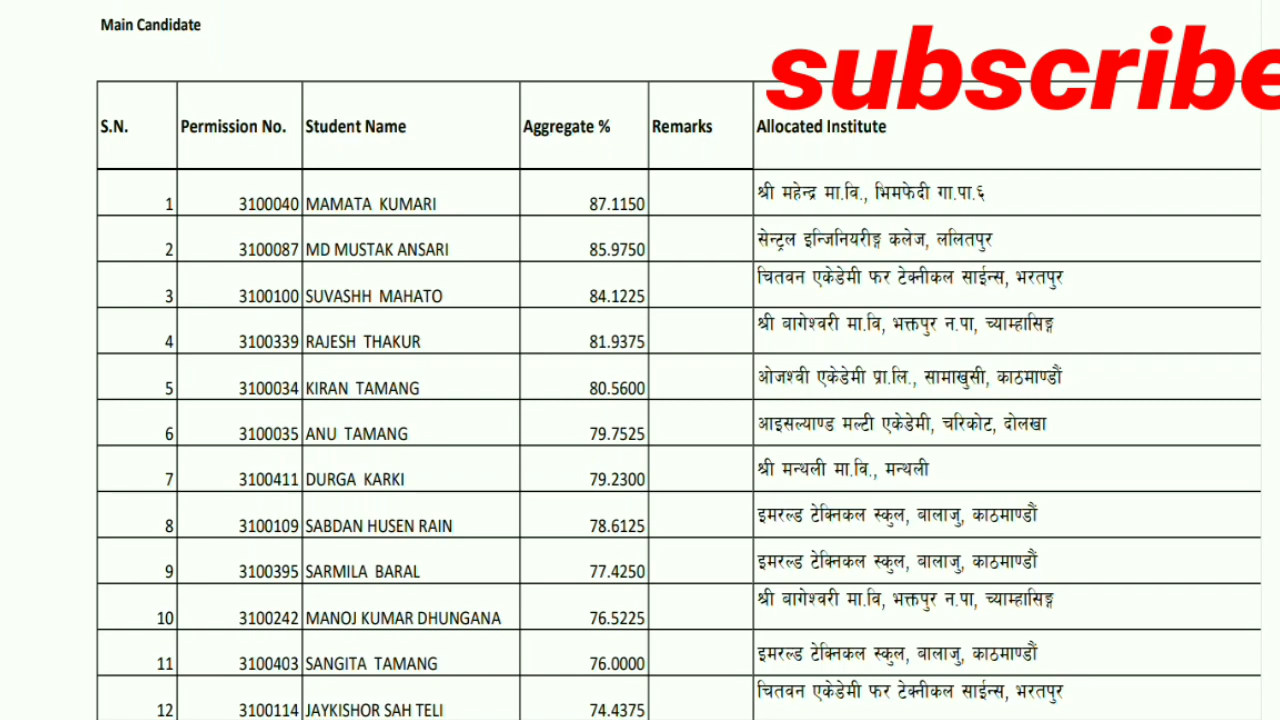 Main Candidate
subscribe
S.N. Permission No. Student Name Aggregate % Remarks Allocated Institute
1 3100040 MAMATA KUMARI 87.1150 श्री महेन्द्र मा.वि., भिमफेदी गा.पा.६
2 3100087 MD MUSTAK ANSARI 85.9750 सेन्ट्रल इन्जिनियरीङ्ग कलेज, ललितपुर
3 3100100 SUVASHH MAHATO 84.1225 चितवन एकेडेमी फर टेक्नीकल साईन्स, भरतपुर
4 3100339 RAJESH THAKUR 81.9375 श्री बागेश्वरी मा.वि, भक्तपुर न.पा, च्याम्हासिङ्ग
5 3100034 KIRAN TAMANG 80.5600 ओजश्वी एकेडेमी प्रा.लि., सामाखुसी, काठमाण्डौं
6 3100035 ANU TAMANG 79.7525 आइसल्याण्ड मल्टी एकेडेमी, चरिकोट, दोलखा
7 3100411 DURGA KARKI 79.2300 श्री मन्थली मा.वि., मन्थली
8 3100109 SABDAN HUSEN RAIN 78.6125 इमरल्ड टेक्निकल स्कुल, बालाजु, काठमाण्डौं
9 3100395 SARMILA BARAL 77.4250 इमरल्ड टेक्निकल स्कुल, बालाजु, काठमाण्डौं
10 3100242 MANOJ KUMAR DHUNGANA 76.5225 श्री बागेश्वरी मा.वि, भक्तपुर न.पा, च्याम्हासिङ्ग
11 3100403 SANGITA TAMANG 76.0000 इमरल्ड टेक्निकल स्कुल, बालाजु, काठमाण्डौं
12 3100114 JAYKISHOR SAH TELI 74.4375 चितवन एकेडेमी फर टेक्नीकल साईन्स, भरतपुर